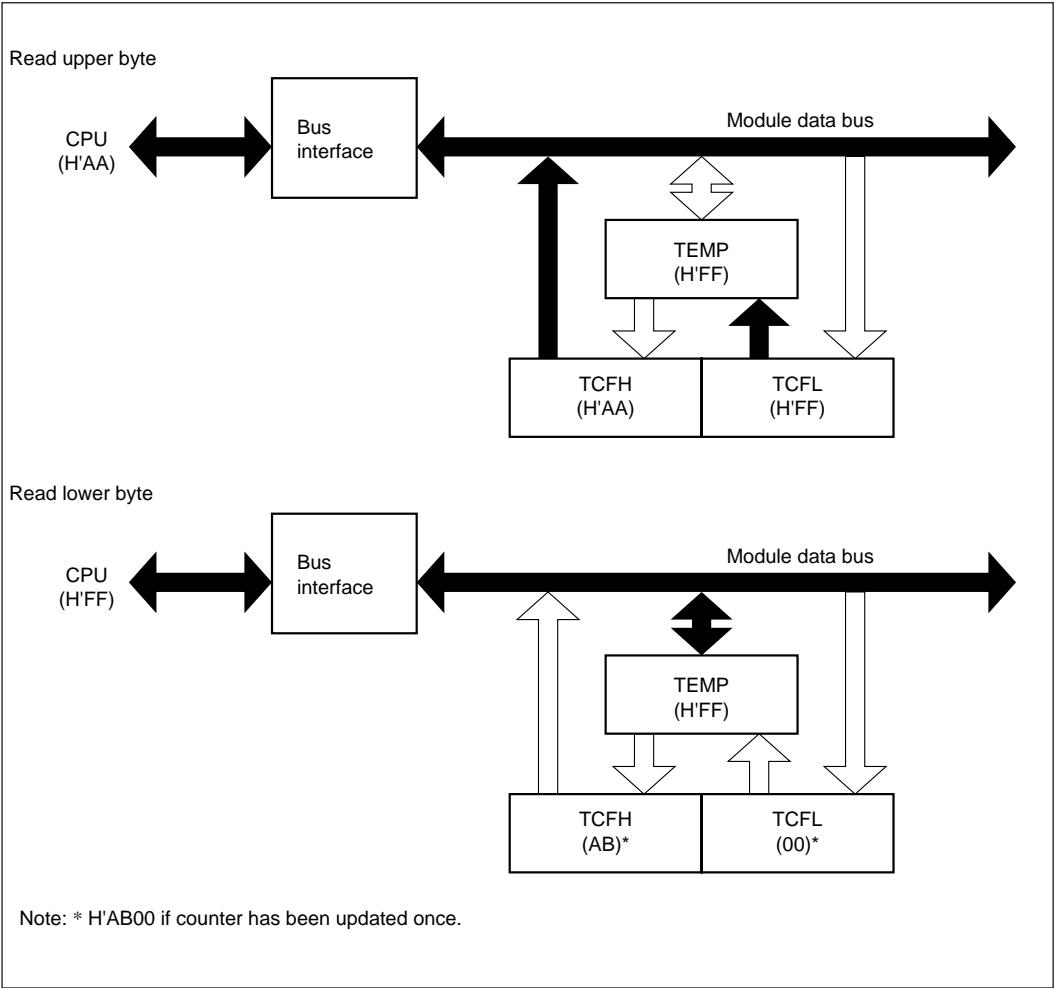 Read upper byte
CPU
(H'AA)
Bus
interface
Module data bus
TEMP
(H'FF)
TCFH
(H'AA)
TCFL
(H'FF)
Read lower byte
CPU
(H'FF)
Bus
interface
Module data bus
TEMP
(H'FF)
TCFH
(AB)*
TCFL
(00)*
Note: * H'AB00 if counter has been updated once.